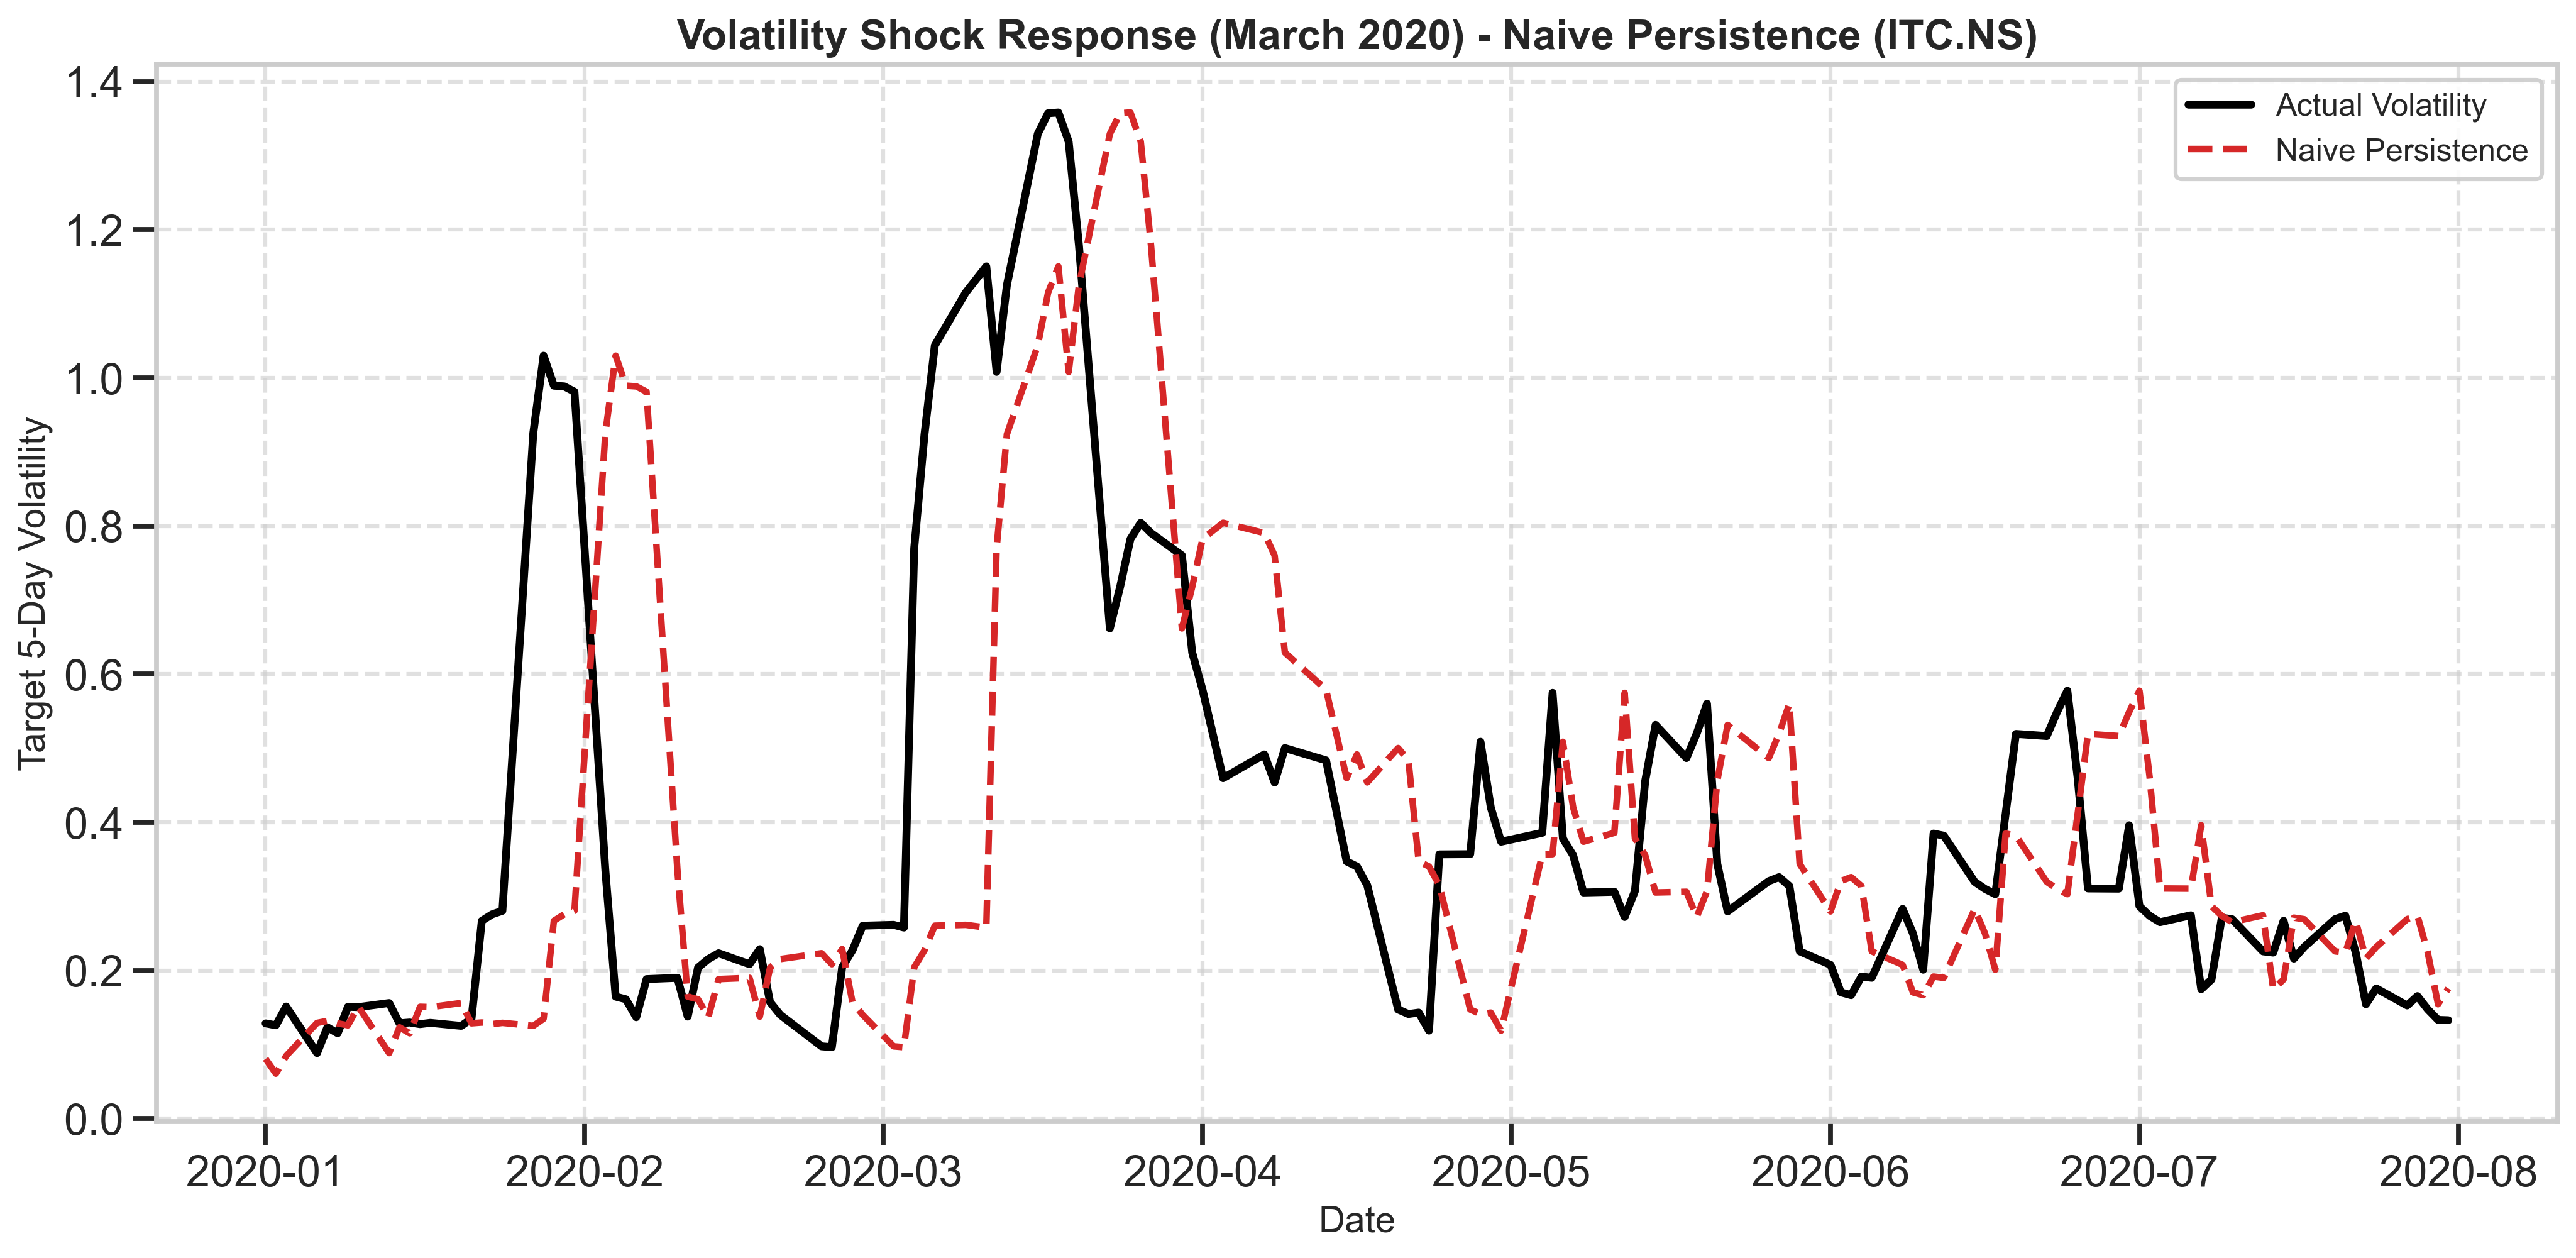 Volatility Shock Response (March 2020) - Naive Persistence (ITC.NS)
Actual Volatility
Naive Persistence
Target 5-Day Volatility
1.4
1.2
1.0
0.8
0.6
0.4
0.2
0.0
2020-01 2020-02 2020-03 2020-04 2020-05 2020-06 2020-07 2020-08
Date